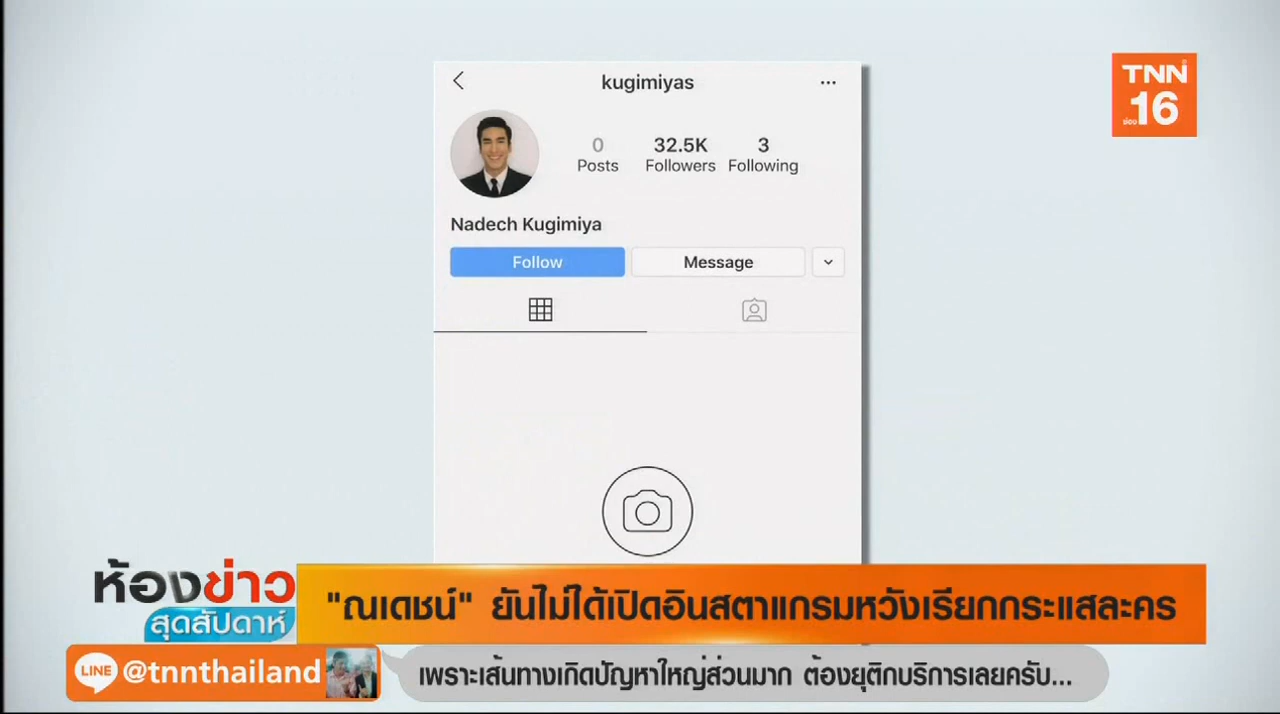 kugimiyas
...
TNN
ช่อง 16
0
32.5K
3
Posts
Followers
Following
Nadech Kugimiya
Follow
Message
ห้องข่าว
สุดสัปดาห์
"ณเดชน์" ยันไม่ได้เปิดอินสตาแกรมหวังเรียกกระแสละคร
LINE @tnnthailand
เพราะเส้นทางเกิดปัญหาใหญ่ส่วนมาก ต้องยุติกบริการเลยครับ...